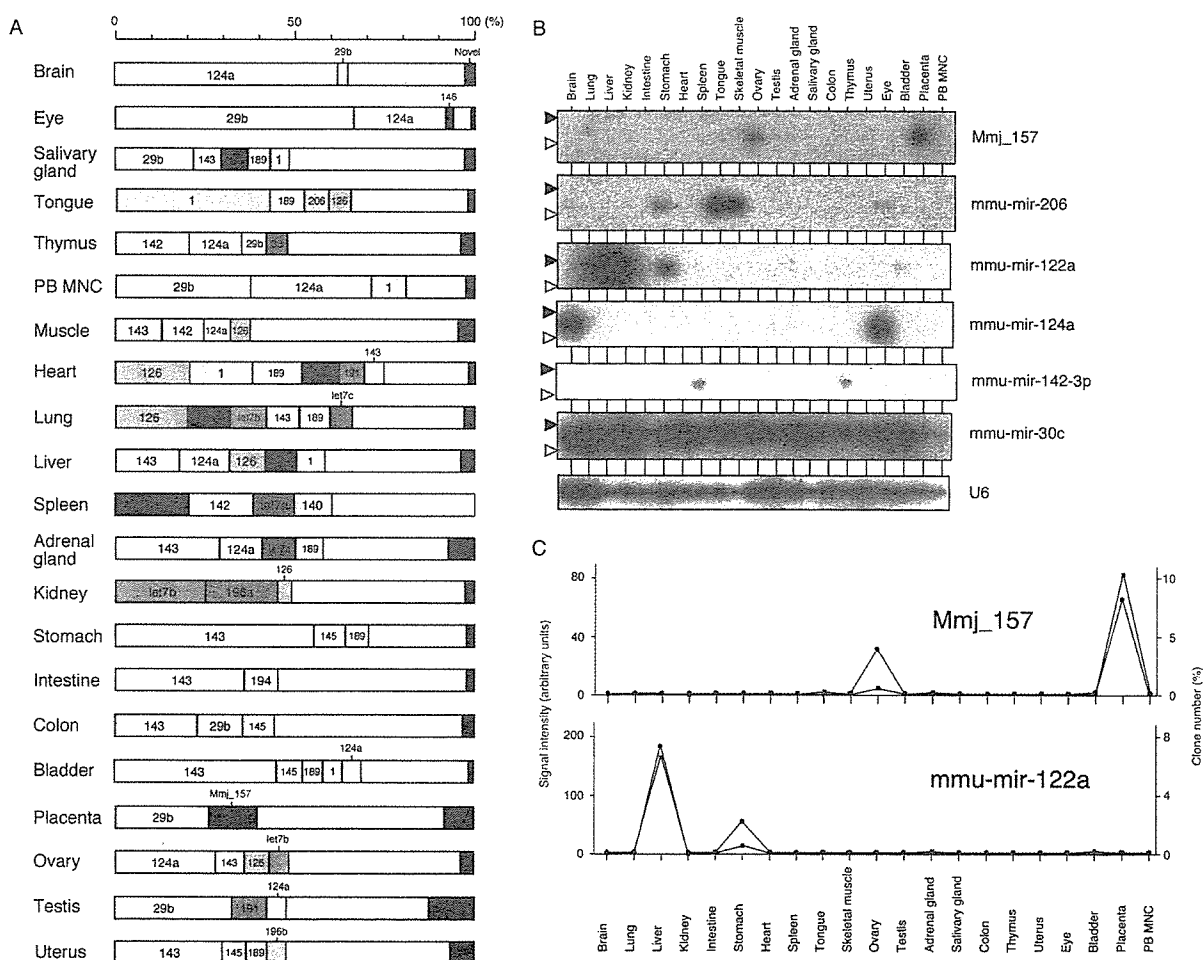 A
0 50 100 (%)
29b Novel
Brain 124a
146
Eye 29b 124a
Salivary gland 29b 143 189 1
Tongue 1 189 206 126
Thymus 142 124a 29b
PB MNC 29b 124a 1
Muscle 143 142 124a 126
143
Heart 126 1 189 191
let7c
Lung 126 let7b 143 189
Liver 143 124a 126 1
Spleen 142 140
Adrenal gland 143 124a 189
126
Kidney let7b 196a
Stomach 143 145 189
Intestine 143 194
Colon 143 29b 145
124a
Bladder 143 145 189 1
Mmj_157
Placenta 29b
let7b
Ovary 124a 143 126
124a
Testis 29b 191
196b
Uterus 143 145 189
B
Brain Lung Liver Kidney Intestine Stomach Heart Spleen Tongue Skeletal muscle Ovary Testis Adrenal gland Salivary gland Colon Thymus Uterus Eye Bladder Placenta PB MNC
Mmj_157
mmu-mir-206
mmu-mir-122a
mmu-mir-124a
mmu-mir-142-3p
mmu-mir-30c
U6
C
Signal intensity (arbitrary units)
80
40
0
Mmj_157
10
5
0
Clone number (%)
200
100
0
mmu-mir-122a
8
4
0
Brain Lung Liver Kidney Intestine Stomach Heart Spleen Tongue Skeletal muscle Ovary Testis Adrenal gland Salivary gland Colon Thymus Uterus Eye Bladder Placenta PB MNC